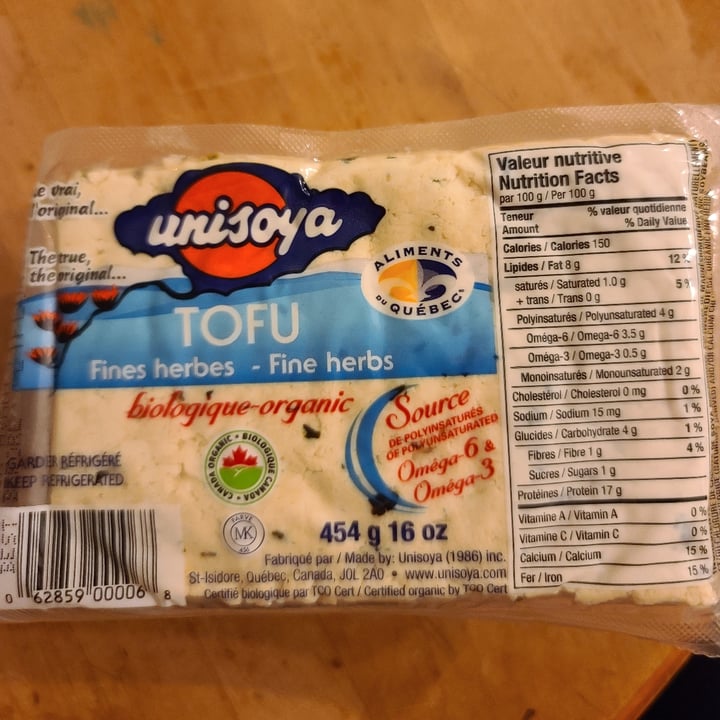 Le vrai,
l'original...
The true,
the original...
unisoya
ALIMENTS
DU QUÉBEC
TOFU
Fines herbes - Fine herbs
biologique-organic
CANADA ORGANIC • BIOLOGIQUE CANADA •
Source
DE POLYINSATURÉS
OF POLYUNSATURATED
Oméga-6 &
Oméga-3
GARDER RÉFRIGÉRÉ
KEEP REFRIGERATED
PARVE
MK
454 g 16 oz
Fabriqué par / Made by: Unisoya (1986) inc.
St-Isidore, Québec, Canada, J0L 2A0 • www.unisoya.com
Certifié biologique par TCO Cert / Certified organic by TCO Cert
0 62859 00006 8
Valeur nutritive
Nutrition Facts
par 100 g / Per 100 g
Teneur % valeur quotidienne
Amount % Daily Value
Calories / Calories 150
Lipides / Fat 8 g 12 %
saturés / Saturated 1.0 g 5 %
+ trans / Trans 0 g
Polyinsaturés / Polyunsaturated 4 g
Oméga-6 / Omega-6 3.5 g
Oméga-3 / Omega-3 0.5 g
Monoinsaturés / Monounsaturated 2 g
Cholestérol / Cholesterol 0 mg 0 %
Sodium / Sodium 15 mg 1 %
Glucides / Carbohydrate 4 g 1 %
Fibres / Fibre 1 g 4 %
Sucres / Sugars 1 g
Protéines / Protein 17 g
Vitamine A / Vitamin A 0 %
Vitamine C / Vitamin C 0 %
Calcium / Calcium 15 %
Fer / Iron 15 %